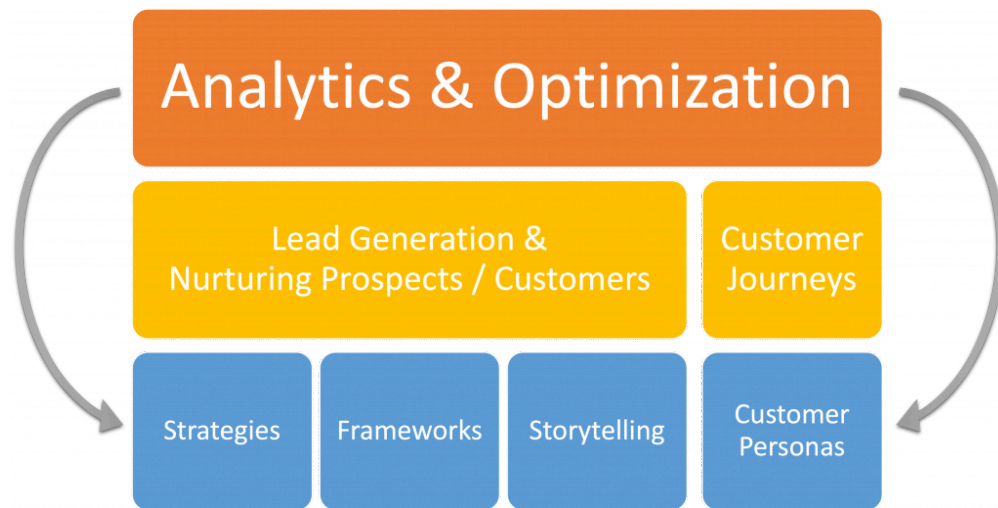 Analytics & Optimization
Lead Generation &
Nurturing Prospects / Customers
Customer
Journeys
Strategies
Frameworks
Storytelling
Customer
Personas